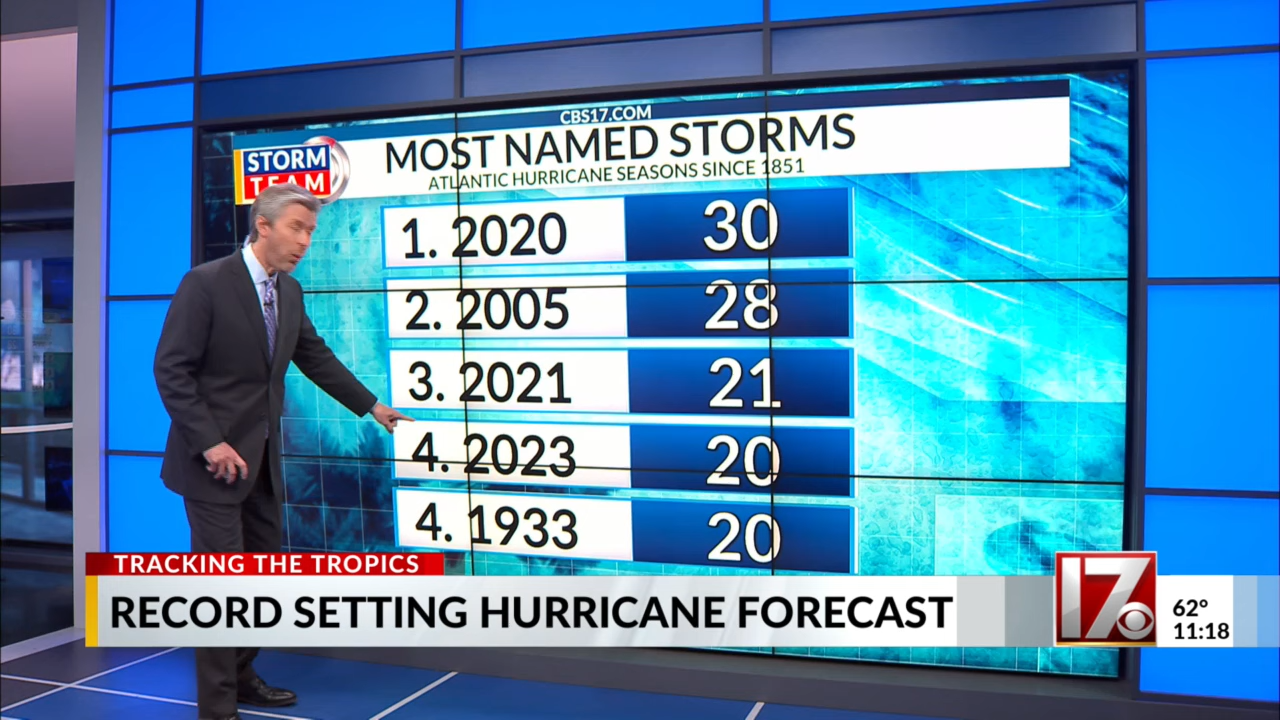 CBS17.COM
STORM
TEAM
MOST NAMED STORMS
ATLANTIC HURRICANE SEASONS SINCE 1851
1. 2020 30
2. 2005 28
3. 2021 21
4. 2023 20
4. 1933 20
TRACKING THE TROPICS
RECORD SETTING HURRICANE FORECAST
17
62°
11:18